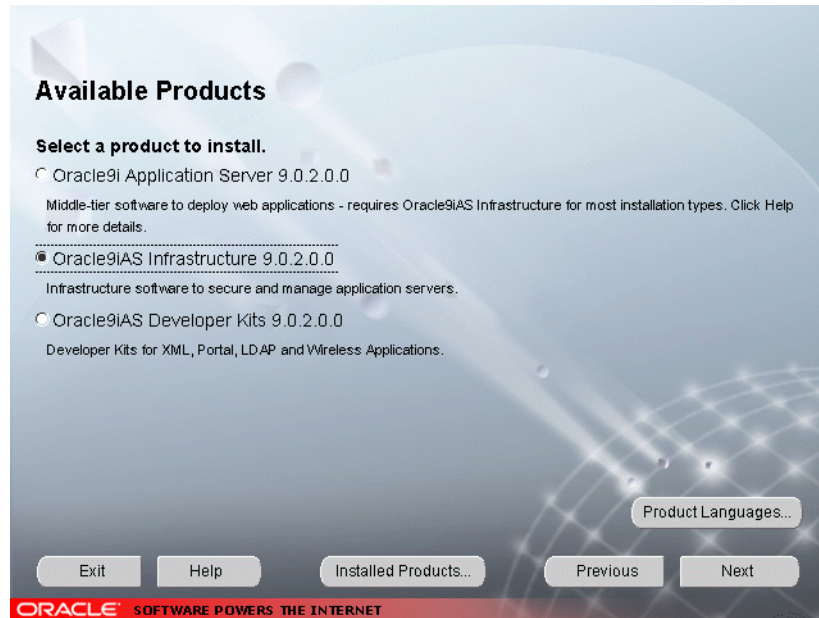 Available Products
Select a product to install.
Oracle9i Application Server 9.0.2.0.0
Middle-tier software to deploy web applications - requires Oracle9iAS Infrastructure for most installation types. Click Help
for more details.
Oracle9iAS Infrastructure 9.0.2.0.0
Infrastructure software to secure and manage application servers.
Oracle9iAS Developer Kits 9.0.2.0.0
Developer Kits for XML, Portal, LDAP and Wireless Applications.
Product Languages...
Exit Help Installed Products... Previous Next
ORACLE SOFTWARE POWERS THE INTERNET